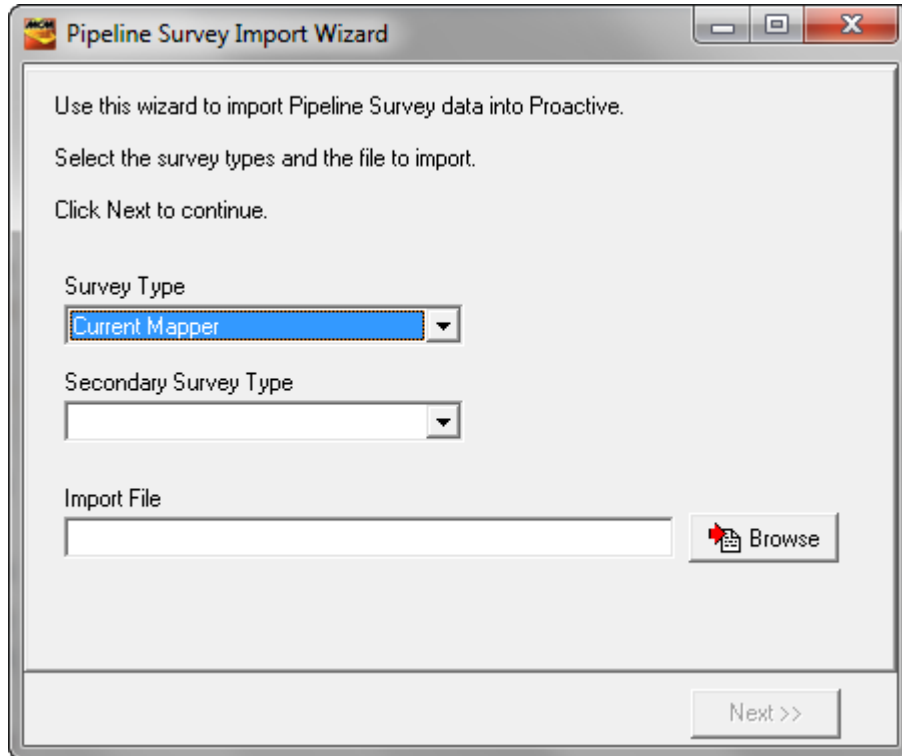 MCM
Pipeline Survey Import Wizard
Use this wizard to import Pipeline Survey data into Proactive.
Select the survey types and the file to import.
Click Next to continue.
Survey Type
Current Mapper
Secondary Survey Type
Import File
Browse
Next >>